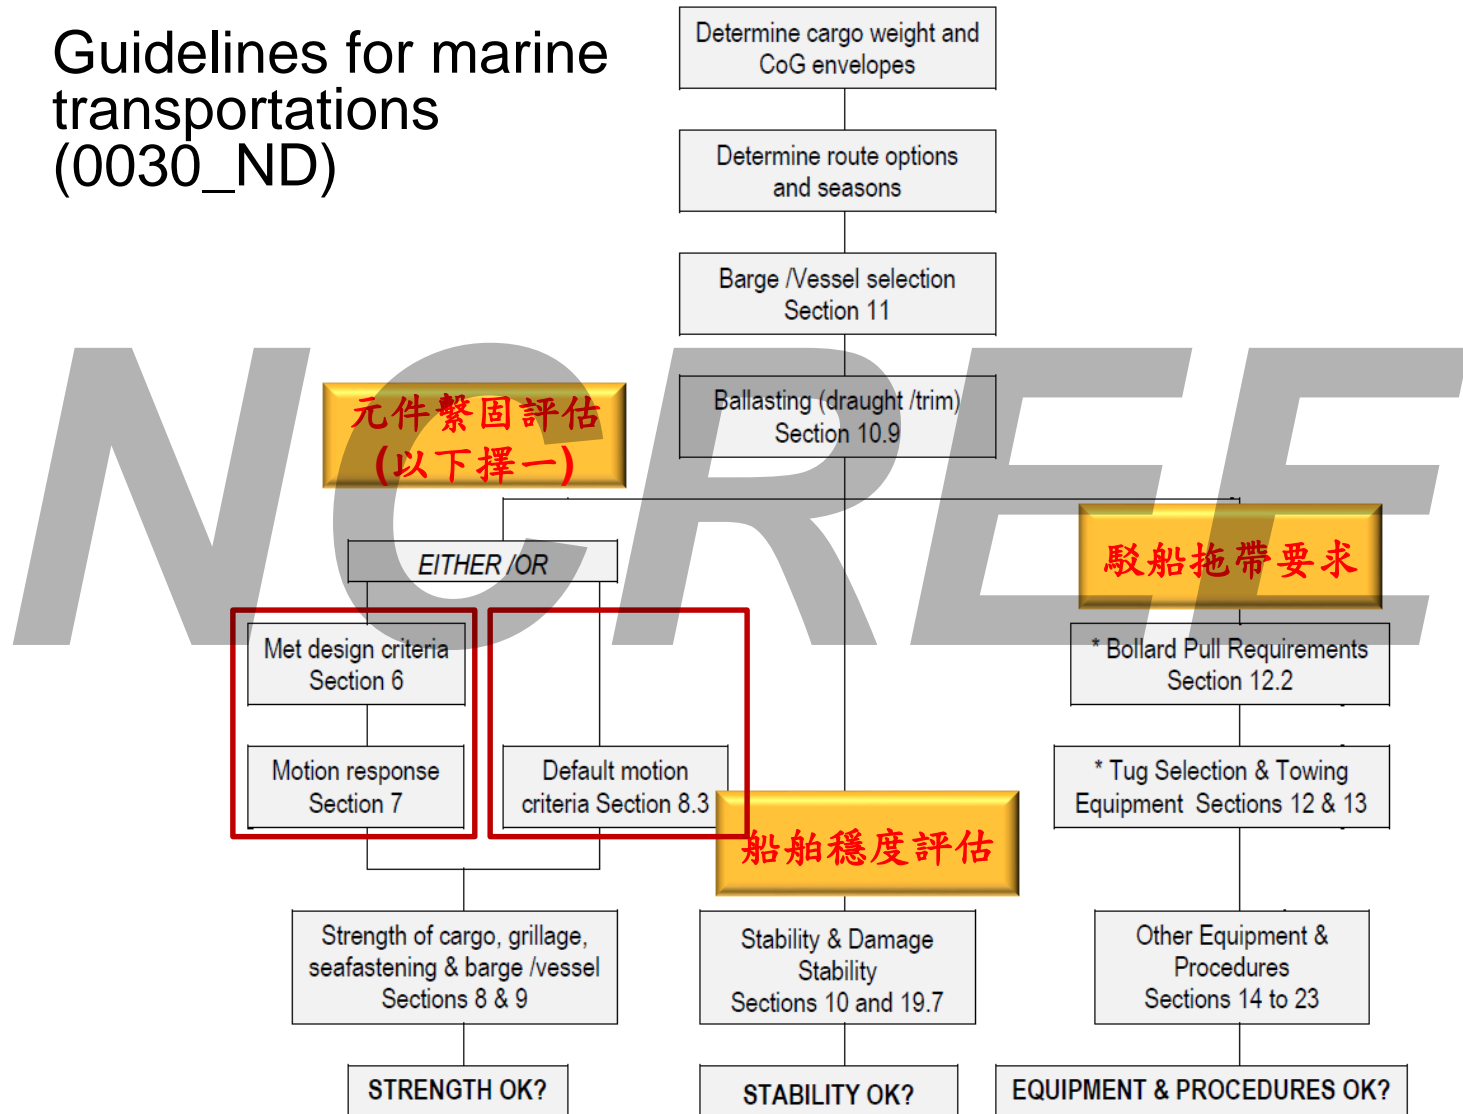 Guidelines for marine
transportations
(0030_ND)
Determine cargo weight and
CoG envelopes
Determine route options
and seasons
Barge /Vessel selection
Section 11
Ballasting (draught /trim)
Section 10.9
NCREE
元件繫固評估
(以下擇一)
EITHER /OR
Met design criteria
Section 6
Motion response
Section 7
Default motion
criteria Section 8.3
Strength of cargo, grillage,
seafastening & barge /vessel
Sections 8 & 9
STRENGTH OK?
船舶穩度評估
Stability & Damage
Stability
Sections 10 and 19.7
STABILITY OK?
駁船拖帶要求
* Bollard Pull Requirements
Section 12.2
* Tug Selection & Towing
Equipment  Sections 12 & 13
Other Equipment &
Procedures
Sections 14 to 23
EQUIPMENT & PROCEDURES OK?